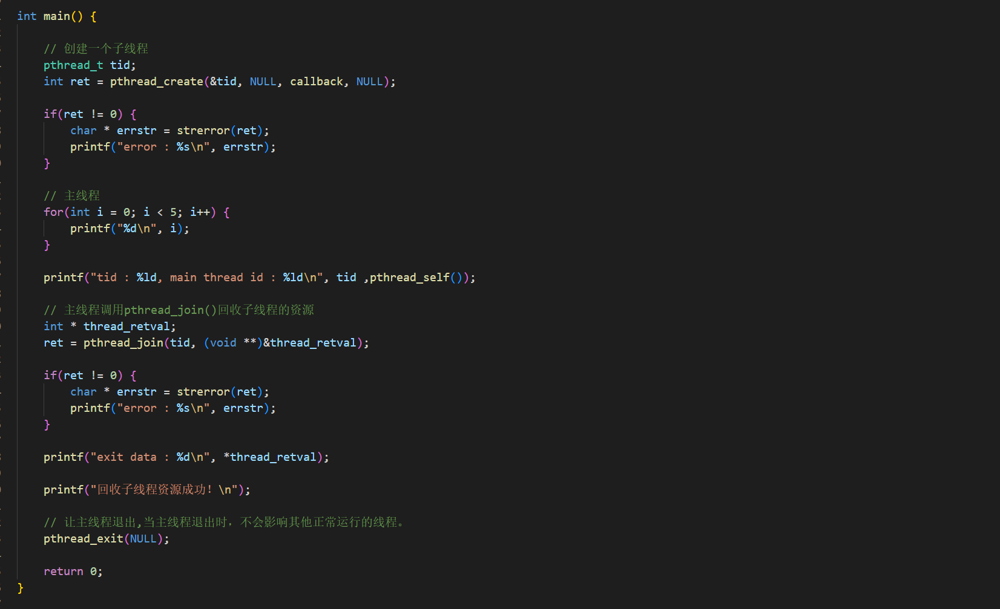 int main() {
// 创建一个子线程
pthread_t tid;
int ret = pthread_create(&tid, NULL, callback, NULL);
if(ret != 0) {
char * errstr = strerror(ret);
printf("error : %s\n", errstr);
}
// 主线程
for(int i = 0; i < 5; i++) {
printf("%d\n", i);
}
printf("tid : %ld, main thread id : %ld\n", tid ,pthread_self());
// 主线程调用pthread_join()回收子线程的资源
int * thread_retval;
ret = pthread_join(tid, (void **)&thread_retval);
if(ret != 0) {
char * errstr = strerror(ret);
printf("error : %s\n", errstr);
}
printf("exit data : %d\n", *thread_retval);
printf("回收子线程资源成功！\n");
// 让主线程退出,当主线程退出时，不会影响其他正常运行的线程。
pthread_exit(NULL);
return 0;
}